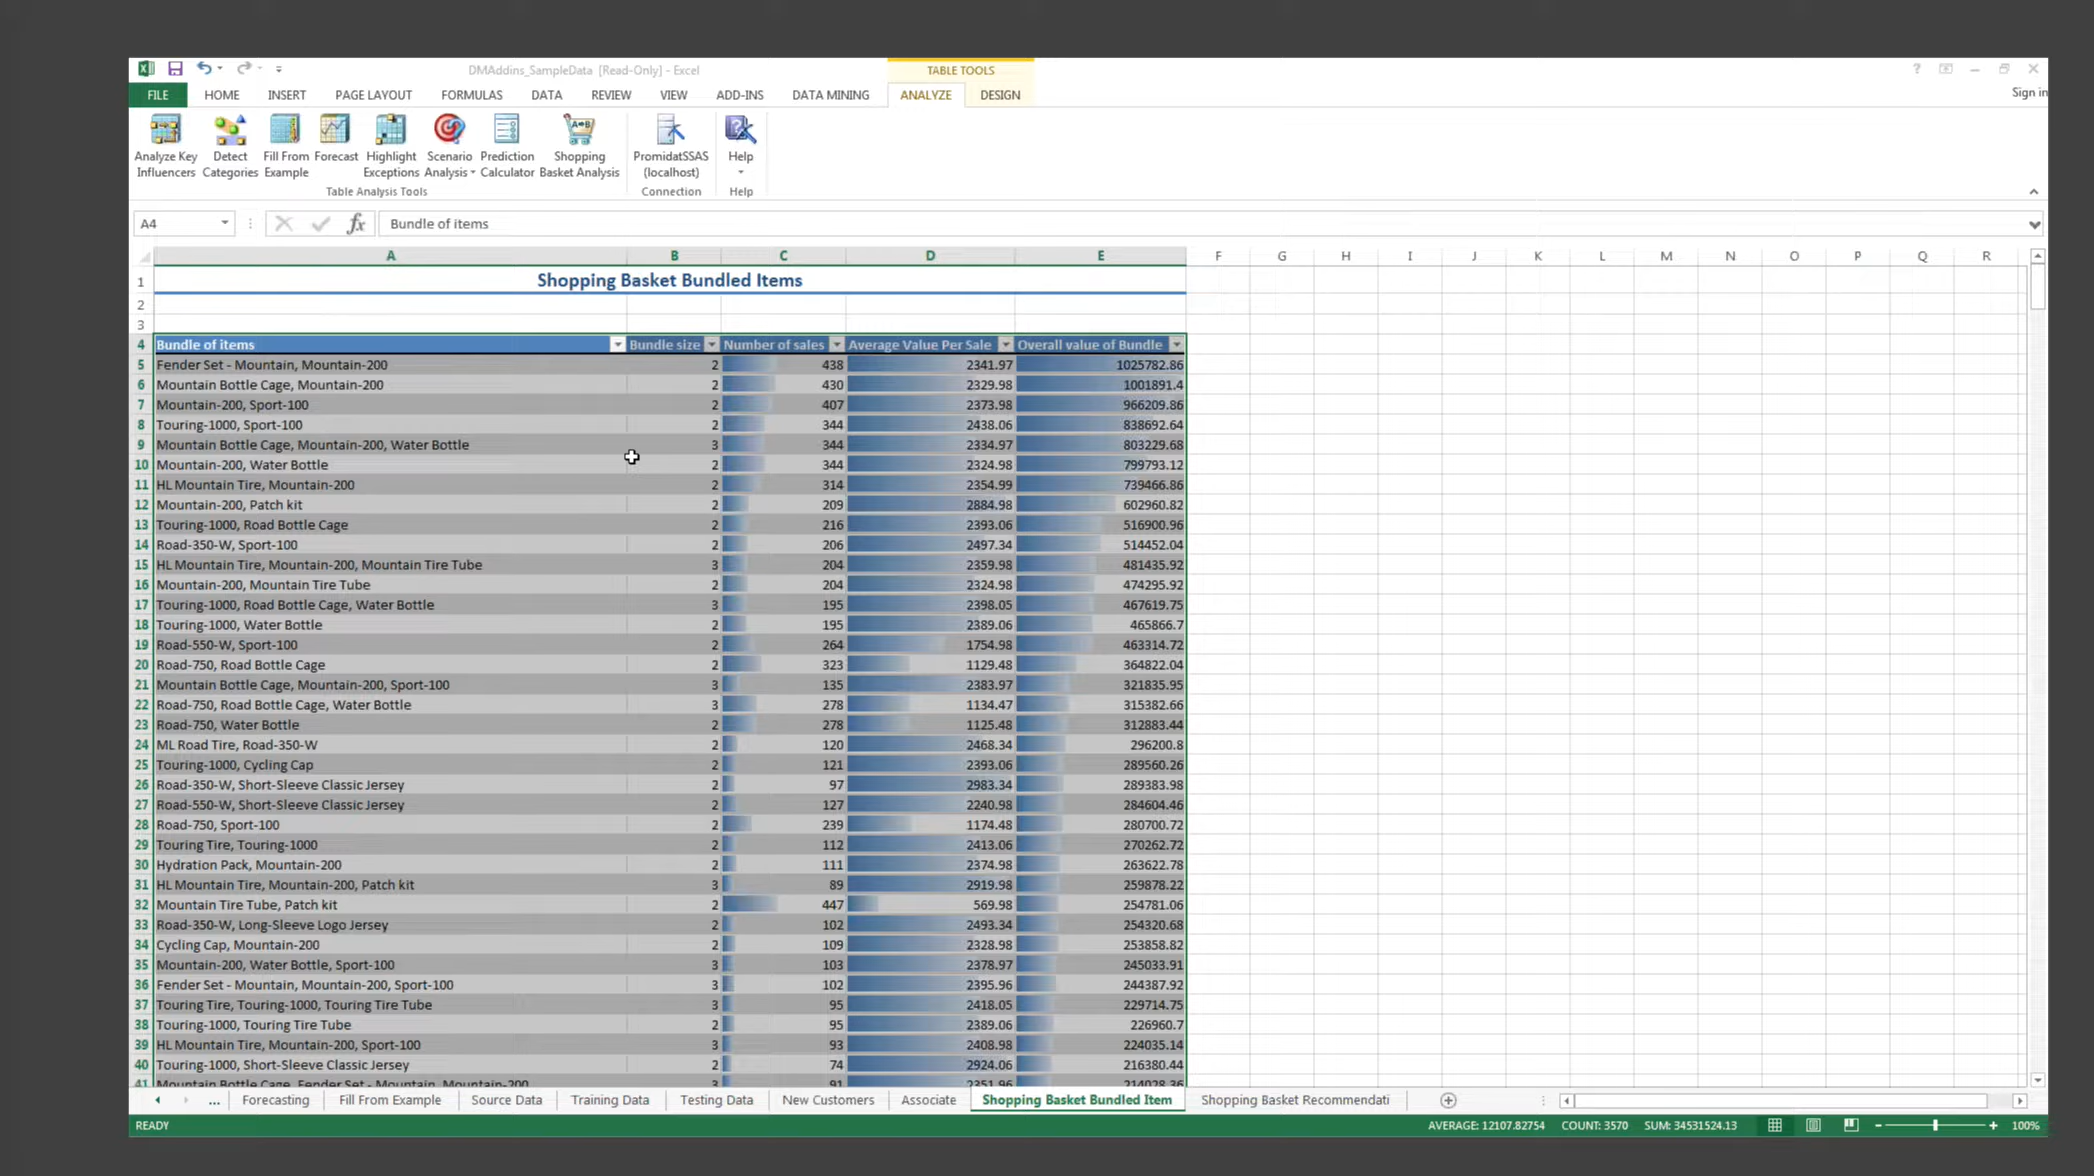 DMAddins_SampleData [Read-Only] - Excel
TABLE TOOLS
?
FILE HOME INSERT PAGE LAYOUT FORMULAS DATA REVIEW VIEW ADD-INS DATA MINING ANALYZE DESIGN Sign in
Analyze Key Influencers
Detect Categories
Fill From Example
Forecast
Highlight Exceptions
Scenario Analysis
Prediction Calculator
Shopping Basket Analysis
PromidatSSAS (localhost)
Help
Table Analysis Tools Connection Help
A4 fx Bundle of items
A B C D E F G H I J K L M N O P Q R
1 Shopping Basket Bundled Items
2
3
4 Bundle of items Bundle size Number of sales Average Value Per Sale Overall value of Bundle
5 Fender Set - Mountain, Mountain-200 2 438 2341.97 1025782.86
6 Mountain Bottle Cage, Mountain-200 2 430 2329.98 1001891.4
7 Mountain-200, Sport-100 2 407 2373.98 966209.86
8 Touring-1000, Sport-100 2 344 2438.06 838692.64
9 Mountain Bottle Cage, Mountain-200, Water Bottle 3 344 2334.97 803229.68
10 Mountain-200, Water Bottle 2 344 2324.98 799793.12
11 HL Mountain Tire, Mountain-200 2 314 2354.99 739466.86
12 Mountain-200, Patch kit 2 209 2884.98 602960.82
13 Touring-1000, Road Bottle Cage 2 216 2393.06 516900.96
14 Road-350-W, Sport-100 2 206 2497.34 514452.04
15 HL Mountain Tire, Mountain-200, Mountain Tire Tube 3 204 2359.98 481435.92
16 Mountain-200, Mountain Tire Tube 2 204 2324.98 474295.92
17 Touring-1000, Road Bottle Cage, Water Bottle 3 195 2398.05 467619.75
18 Touring-1000, Water Bottle 2 195 2389.06 465866.7
19 Road-550-W, Sport-100 2 264 1754.98 463314.72
20 Road-750, Road Bottle Cage 2 323 1129.48 364822.04
21 Mountain Bottle Cage, Mountain-200, Sport-100 3 135 2383.97 321835.95
22 Road-750, Road Bottle Cage, Water Bottle 3 278 1134.47 315382.66
23 Road-750, Water Bottle 2 278 1125.48 312883.44
24 ML Road Tire, Road-350-W 2 120 2468.34 296200.8
25 Touring-1000, Cycling Cap 2 121 2393.06 289560.26
26 Road-350-W, Short-Sleeve Classic Jersey 2 97 2983.34 289383.98
27 Road-550-W, Short-Sleeve Classic Jersey 2 127 2240.98 284604.46
28 Road-750, Sport-100 2 239 1174.48 280700.72
29 Touring Tire, Touring-1000 2 112 2413.06 270262.72
30 Hydration Pack, Mountain-200 2 111 2374.98 263622.78
31 HL Mountain Tire, Mountain-200, Patch kit 3 89 2919.98 259878.22
32 Mountain Tire Tube, Patch kit 2 447 569.98 254781.06
33 Road-350-W, Long-Sleeve Logo Jersey 2 102 2493.34 254320.68
34 Cycling Cap, Mountain-200 2 109 2328.98 253858.82
35 Mountain-200, Water Bottle, Sport-100 3 103 2378.97 245033.91
36 Fender Set - Mountain, Mountain-200, Sport-100 3 102 2395.96 244387.92
37 Touring Tire, Touring-1000, Touring Tire Tube 3 95 2418.05 229714.75
38 Touring-1000, Touring Tire Tube 2 95 2389.06 226960.7
39 HL Mountain Tire, Mountain-200, Sport-100 3 93 2408.98 224035.14
40 Touring-1000, Short-Sleeve Classic Jersey 2 74 2924.06 216380.44
41 Mountain Bottle Cage, Fender Set - Mountain, Mountain-200 3 91 2351.96 214028.36
... Forecasting Fill From Example Source Data Training Data Testing Data New Customers Associate Shopping Basket Bundled Item Shopping Basket Recommendati
READY AVERAGE: 12107.82754 COUNT: 3570 SUM: 34531524.13 100%